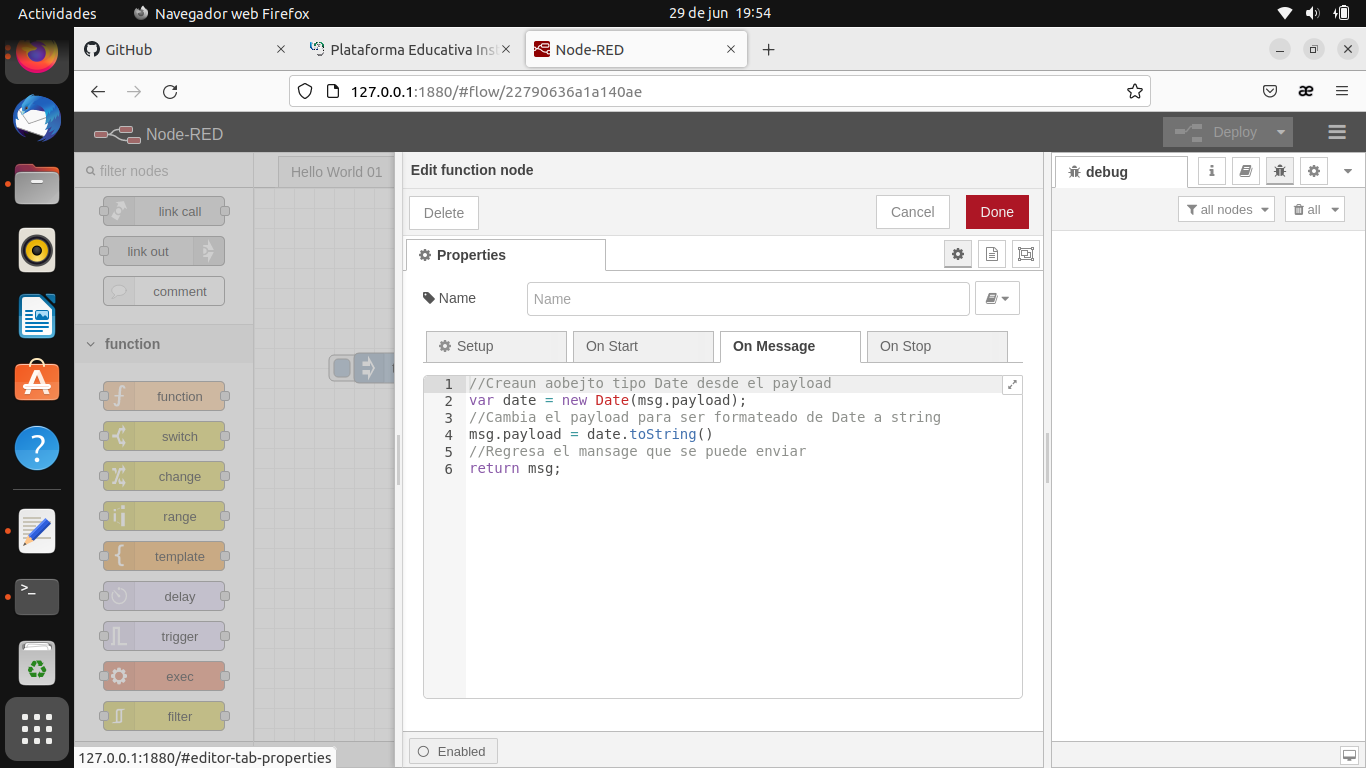 Actividades
Navegador web Firefox
29 de jun 19:54
GitHub
Plataforma Educativa Ins
Node-RED
127.0.0.1:1880/#flow/22790636a1a140ae
Node-RED
Deploy
filter nodes
link call
link out
comment
function
function
switch
change
range
template
delay
trigger
exec
filter
Hello World 01
Edit function node
Delete
Cancel
Done
Properties
Name
Name
Setup
On Start
On Message
On Stop
1 //Creaun aobejto tipo Date desde el payload
2 var date = new Date(msg.payload);
3 //Cambia el payload para ser formateado de Date a string
4 msg.payload = date.toString()
5 //Regresa el mansage que se puede enviar
6 return msg;
Enabled
debug
all nodes
all
127.0.0.1:1880/#editor-tab-properties